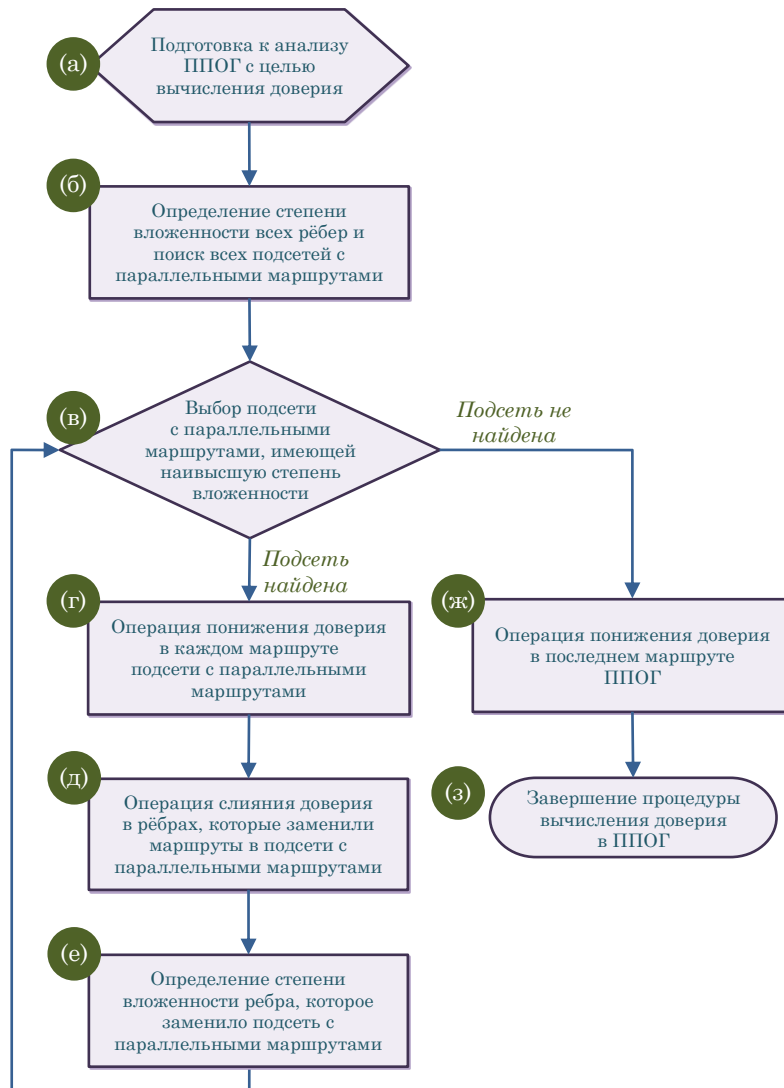 (а)
Подготовка к анализу
ППОГ с целью
вычисления доверия
(б)
Определение степени
вложенности всех рёбер и
поиск всех подсетей с
параллельными маршрутами
(в)
Выбор подсети
с параллельными
маршрутами, имеющей
наивысшую степень
вложенности
Подсеть не
найдена
Подсеть
найдена
(г)
Операция понижения доверия
в каждом маршруте
подсети с параллельными
маршрутами
(ж)
Операция понижения доверия
в последнем маршруте
ППОГ
(д)
Операция слияния доверия
в рёбрах, которые заменили
маршруты в подсети с
параллельными маршрутами
(з)
Завершение процедуры
вычисления доверия
в ППОГ
(е)
Определение степени
вложенности ребра, которое
заменило подсеть с
параллельными маршрутами